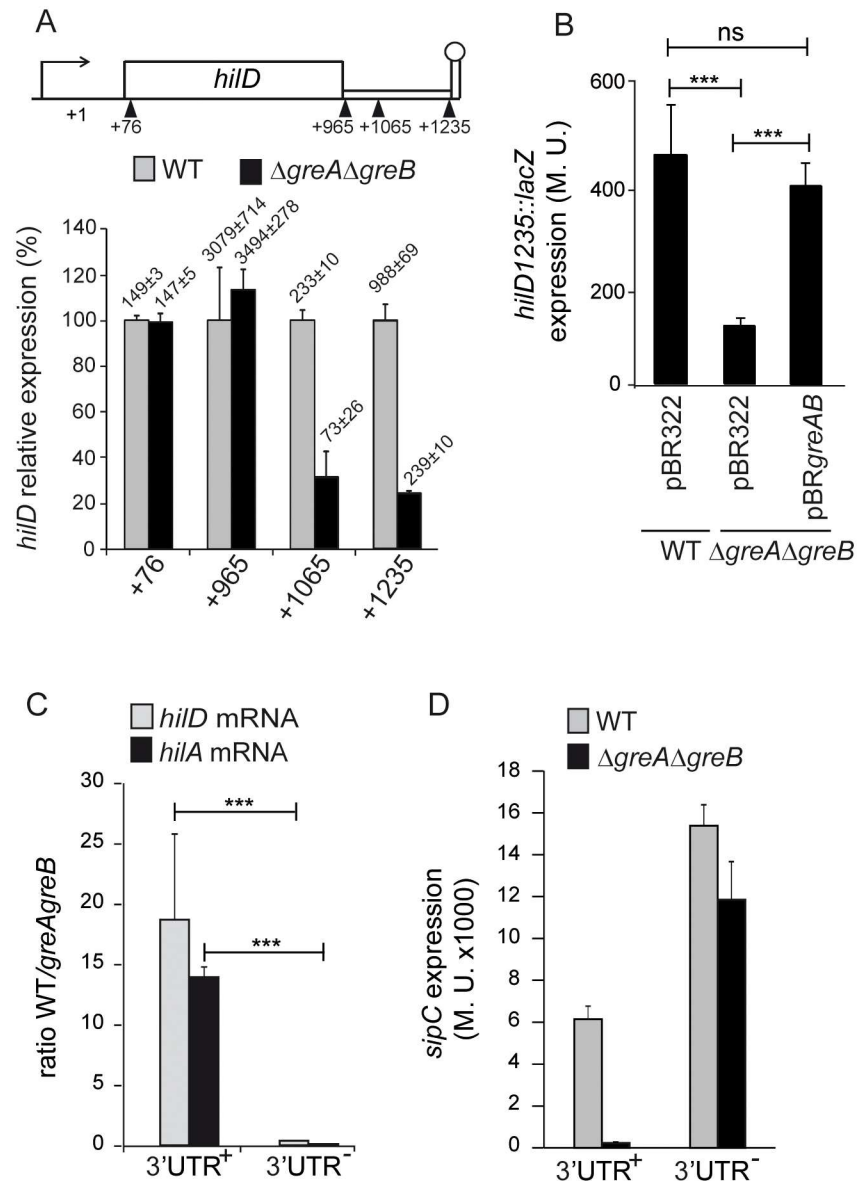 A
hilD
+1
+76
+965
+1065
+1235
WT
ΔgreAΔgreB
hilD relative expression (%)
140
120
100
80
60
40
20
0
149±3
147±5
3079±714
3494±278
233±10
73±26
988±69
239±10
+76
+965
+1065
+1235
B
ns
***
***
hilD1235::lacZ
expression (M. U.)
600
400
200
0
pBR322
pBR322
pBRgreAB
WT
ΔgreAΔgreB
C
hilD mRNA
hilA mRNA
ratio WT/greAgreB
30
25
20
15
10
5
0
***
***
3'UTR+
3'UTR-
D
WT
ΔgreAΔgreB
sipC expression
(M. U. x1000)
18
16
14
12
10
8
6
4
2
0
3'UTR+
3'UTR-